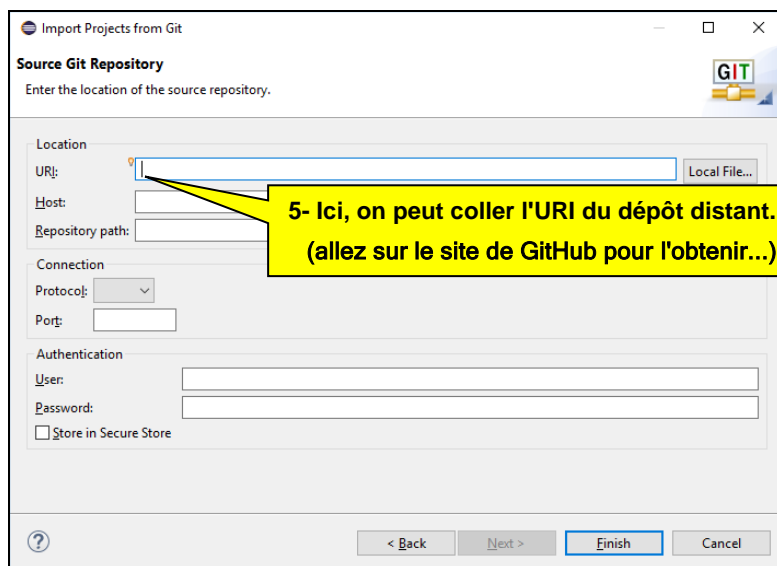 Import Projects from Git
Source Git Repository
Enter the location of the source repository.
GIT
Location
URI:
Local File...
Host:
Repository path:
5- Ici, on peut coller l'URI du dépôt distant.
(allez sur le site de GitHub pour l'obtenir...)
Connection
Protocol:
Port:
Authentication
User:
Password:
Store in Secure Store
?
< Back
Next >
Finish
Cancel